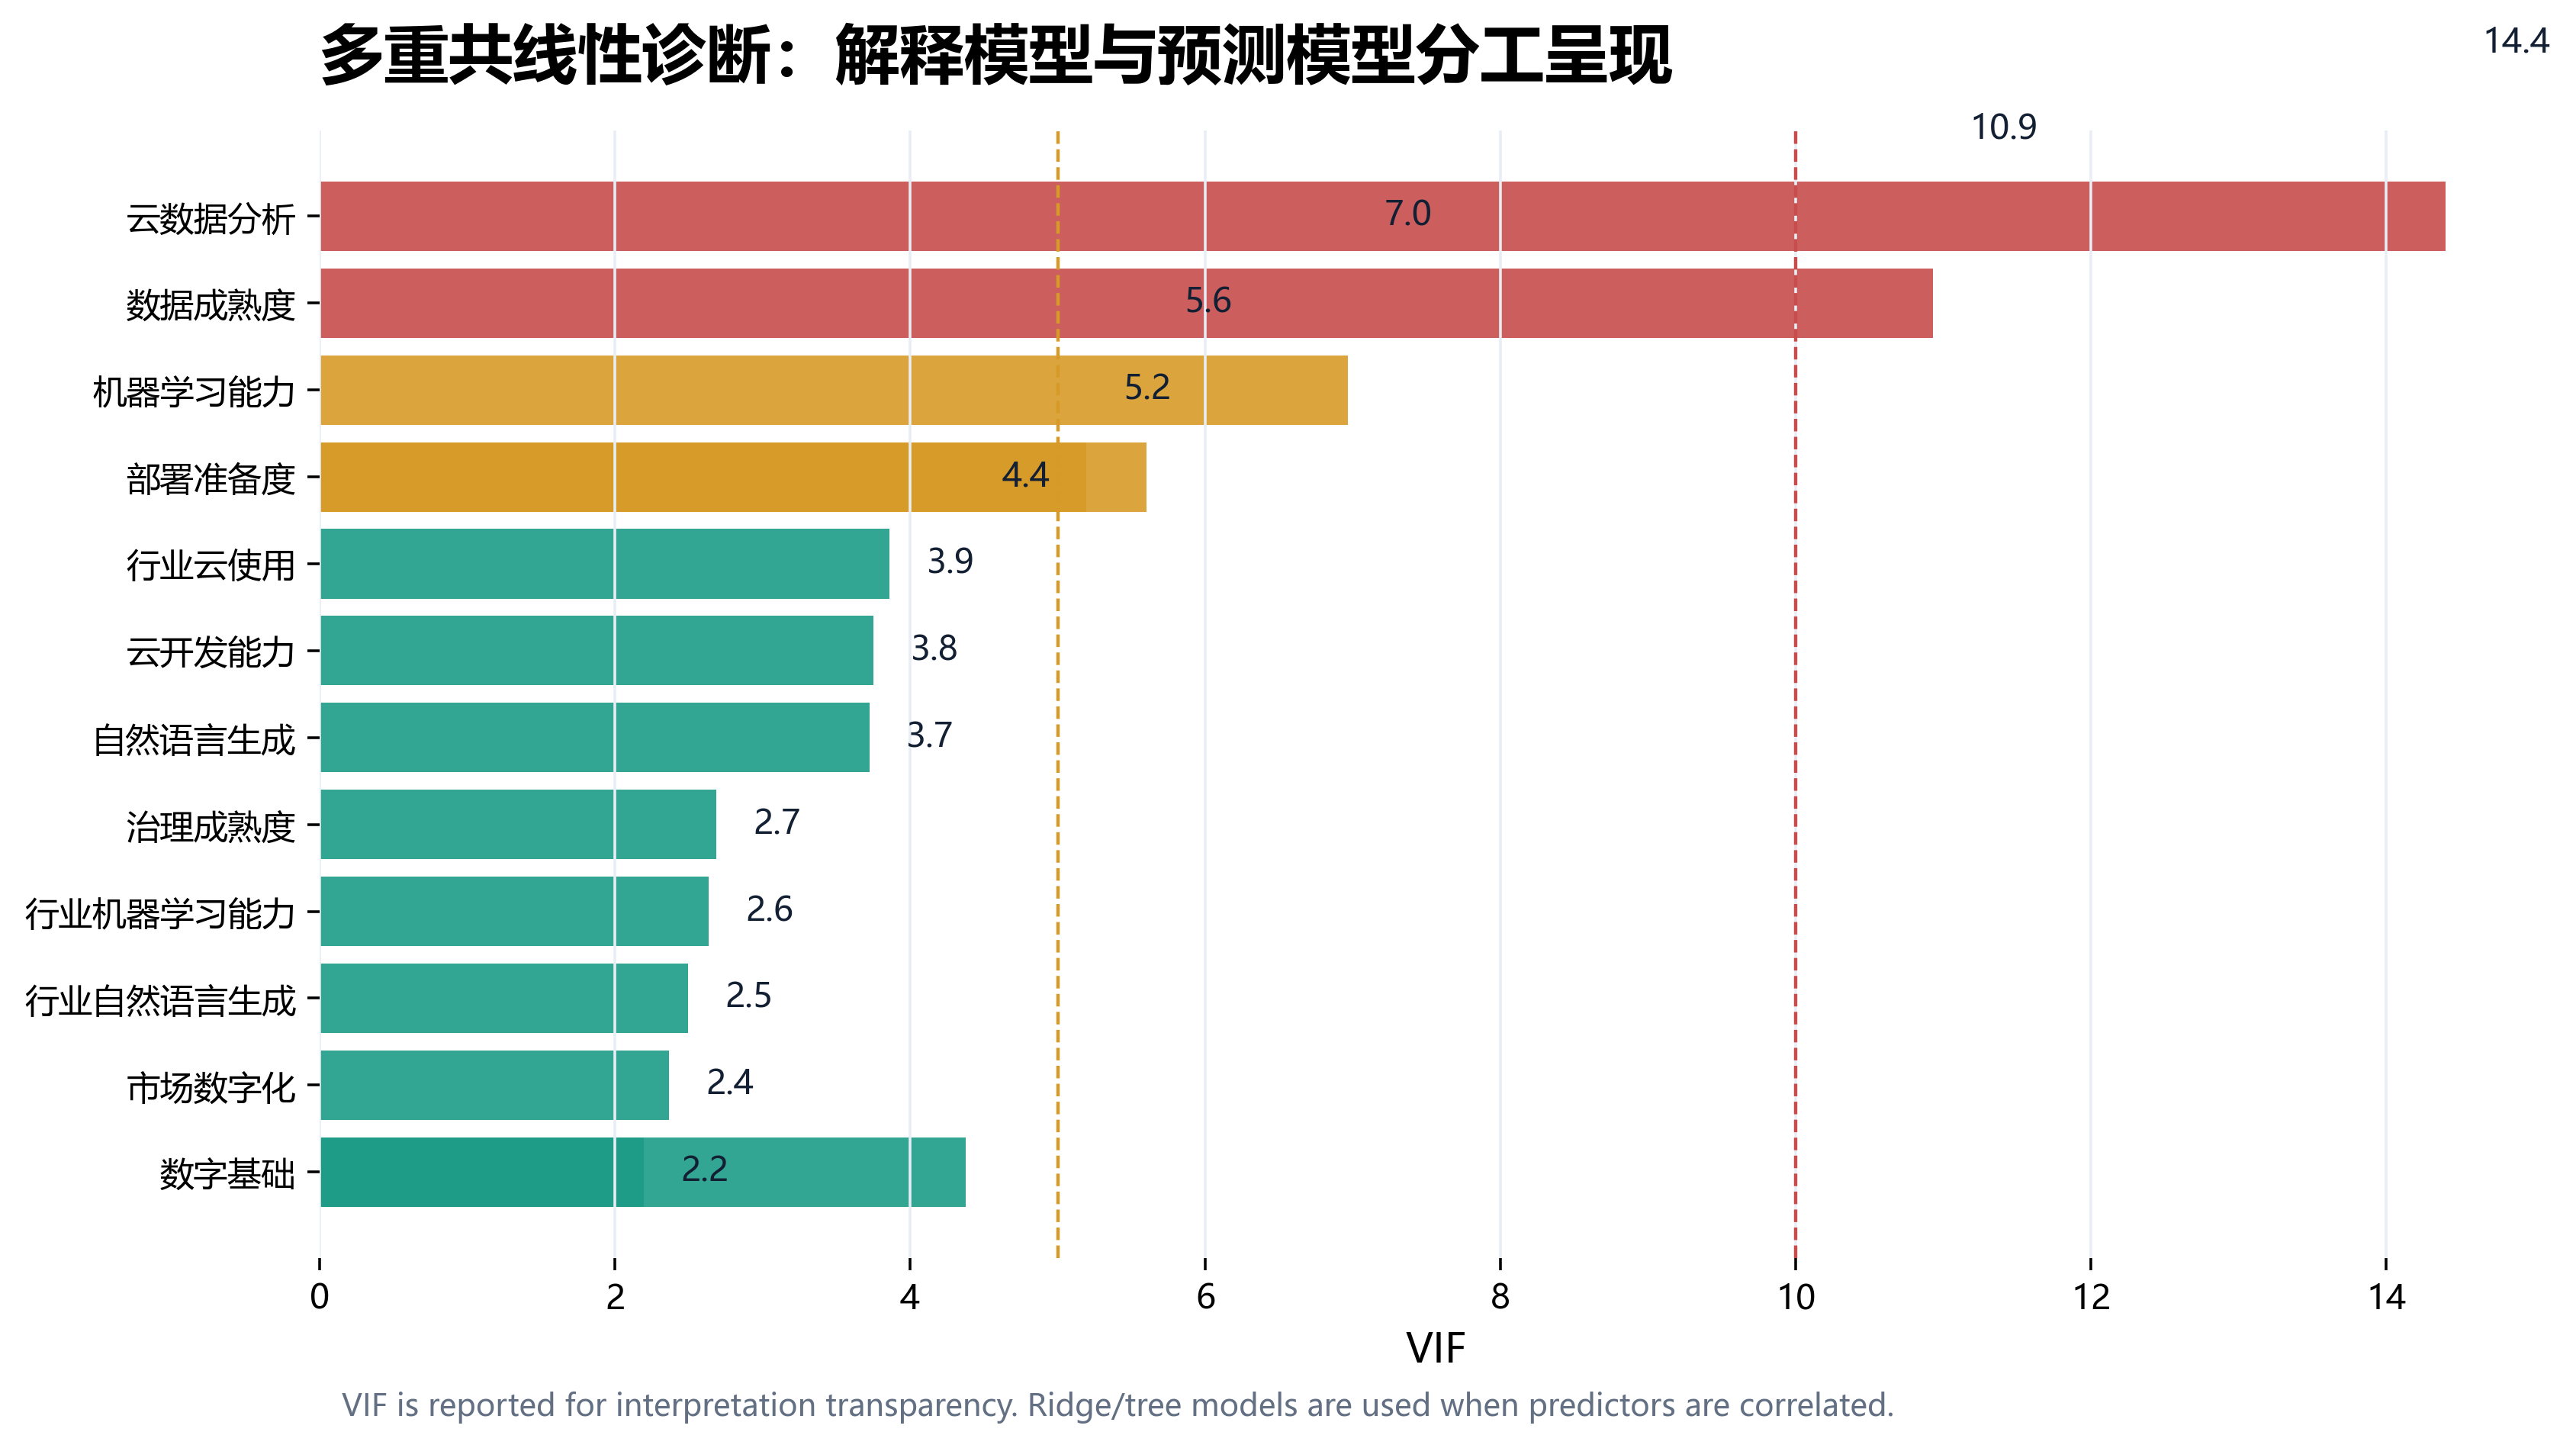 多重共线性诊断：解释模型与预测模型分工呈现
14.4
10.9
云数据分析
7.0
数据成熟度
5.6
机器学习能力
5.2
部署准备度
4.4
行业云使用
3.9
云开发能力
3.8
自然语言生成
3.7
治理成熟度
2.7
行业机器学习能力
2.6
行业自然语言生成
2.5
市场数字化
2.4
数字基础
2.2
0 2 4 6 8 10 12 14
VIF
VIF is reported for interpretation transparency. Ridge/tree models are used when predictors are correlated.